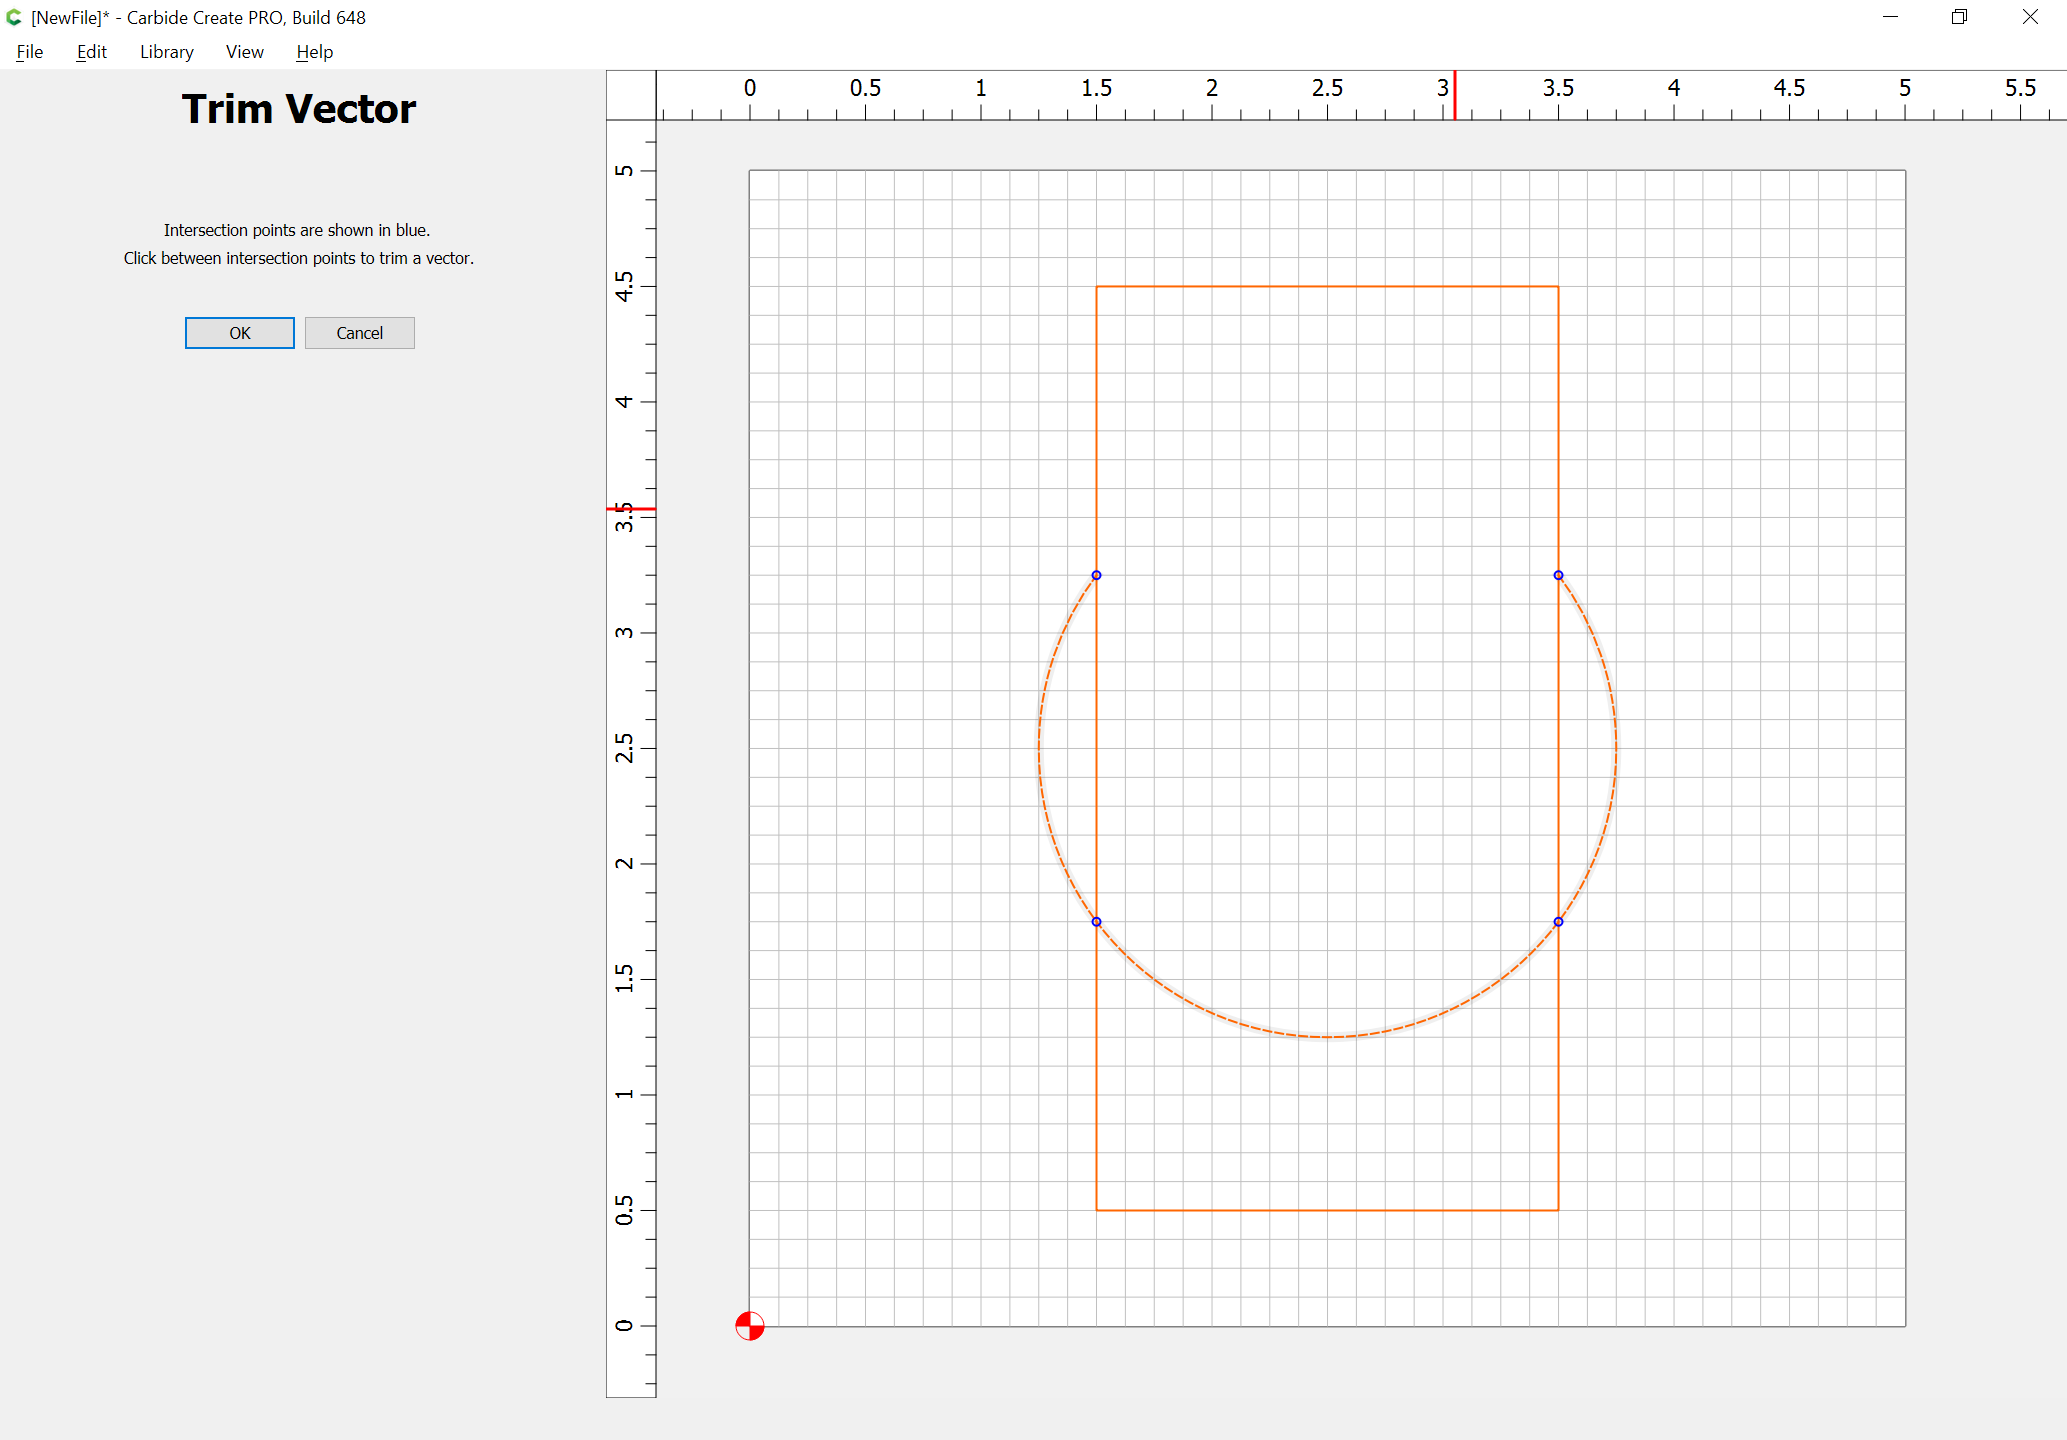 [NewFile]* - Carbide Create PRO, Build 648
File Edit Library View Help
Trim Vector
Intersection points are shown in blue.
Click between intersection points to trim a vector.
OK Cancel
0 0.5 1 1.5 2 2.5 3 3.5 4 4.5 5 5.5
5
4.5
4
3.5
3
2.5
2
1.5
1
0.5
0